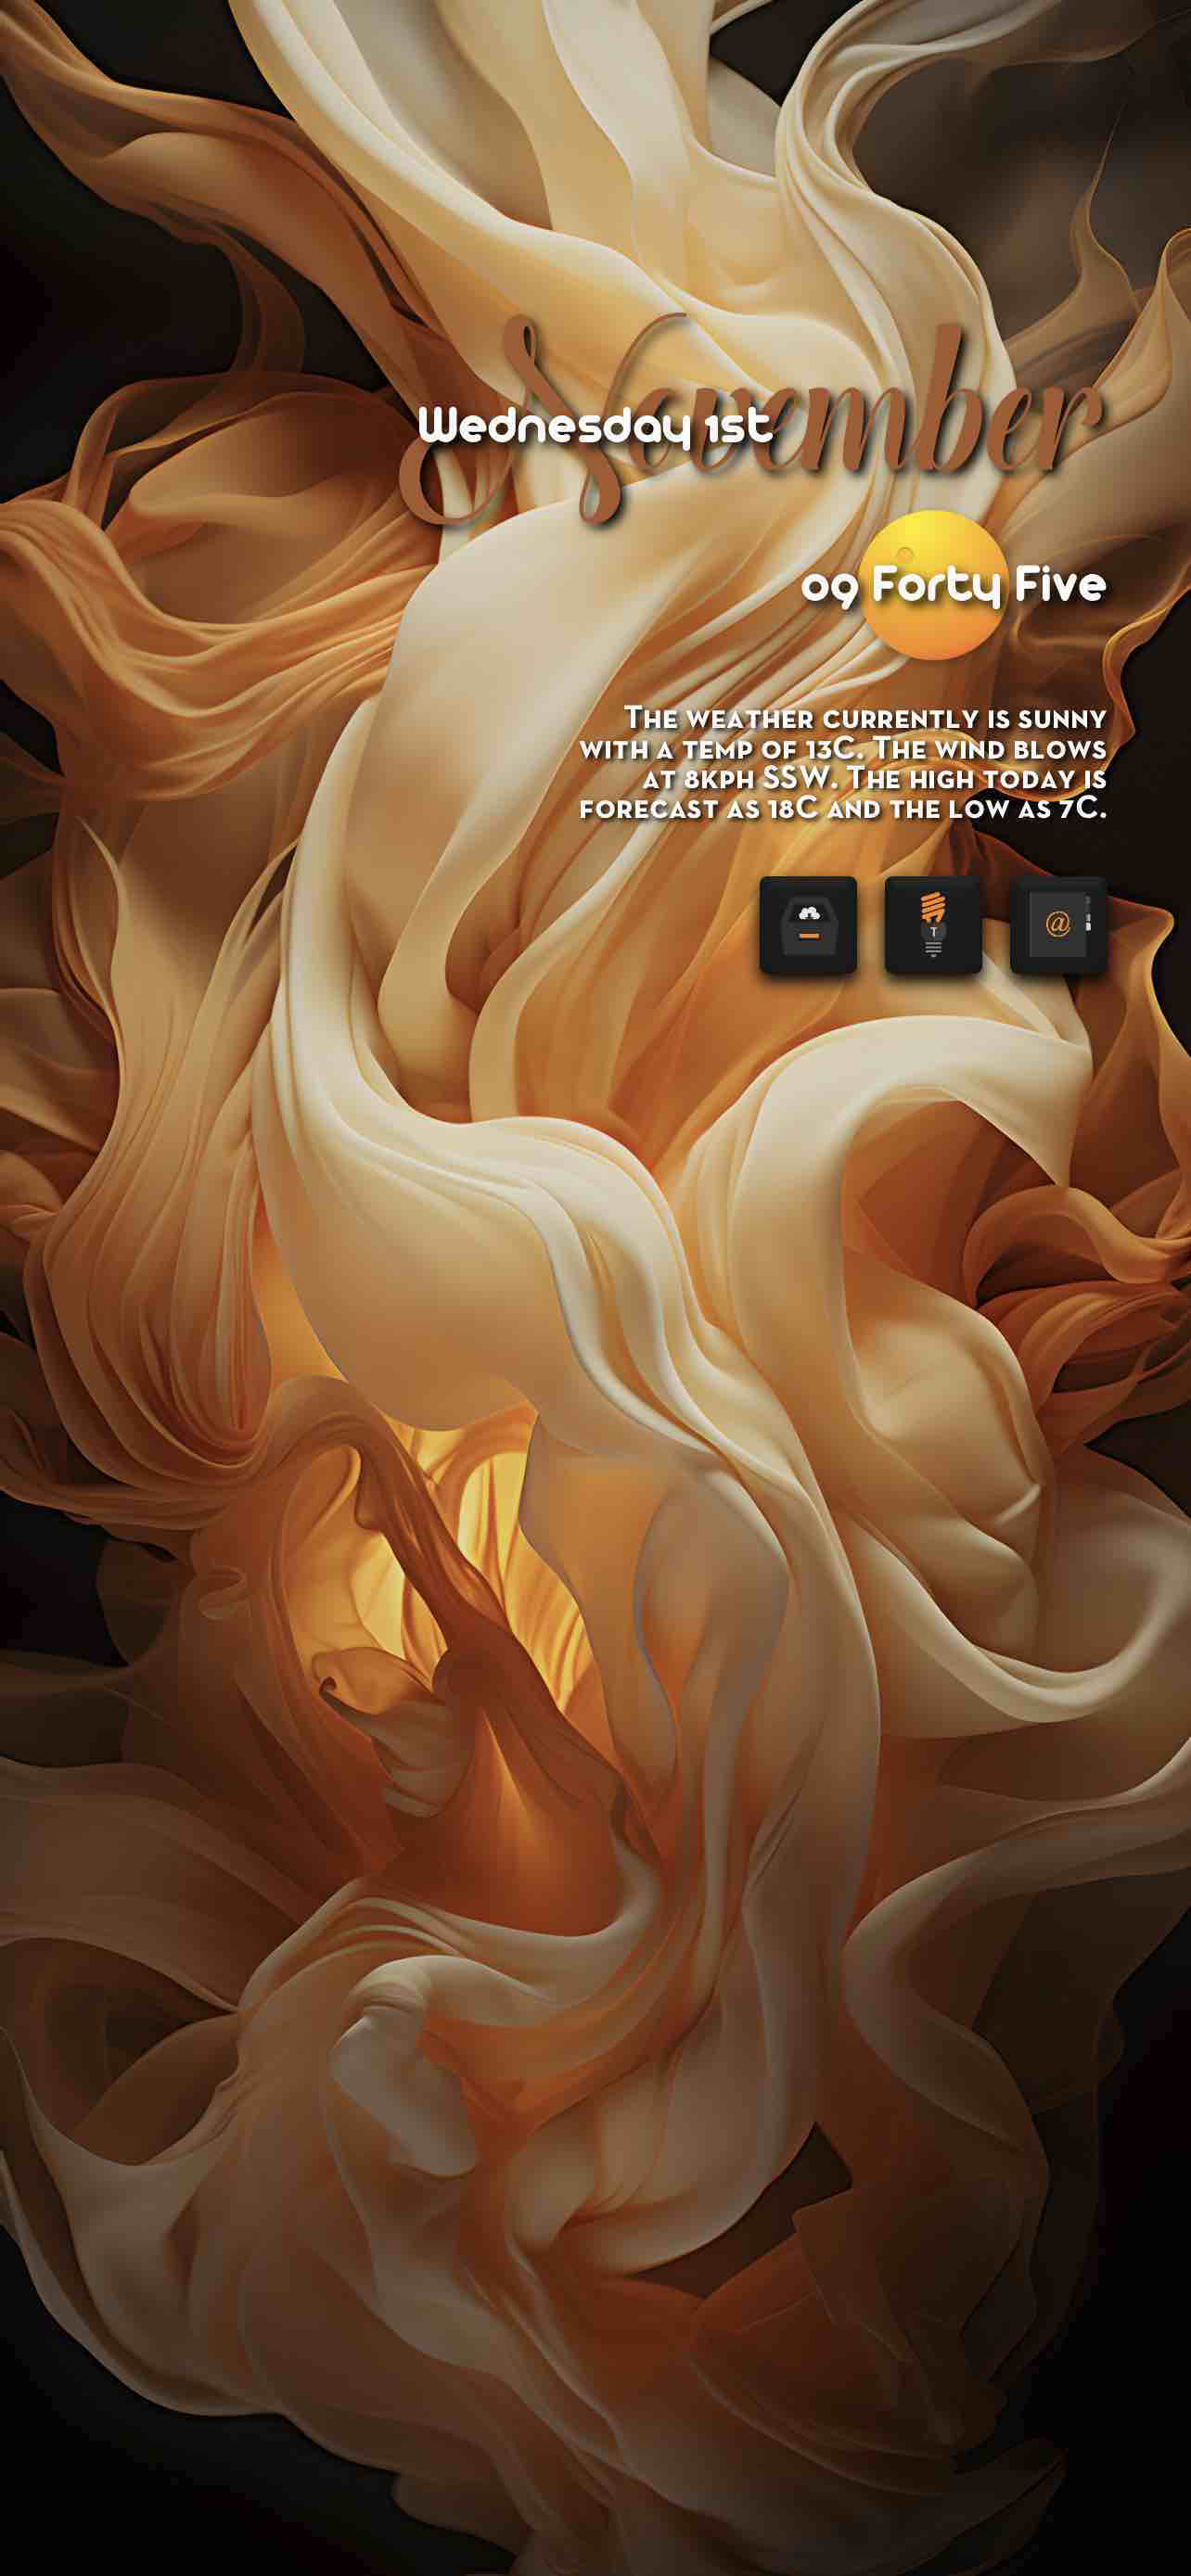 November
Wednesday 1st
09 Forty Five
The weather currently is sunny
with a temp of 13C. The wind blows
at 8kph SSW. The high today is
forecast as 18C and the low as 7C.
T @